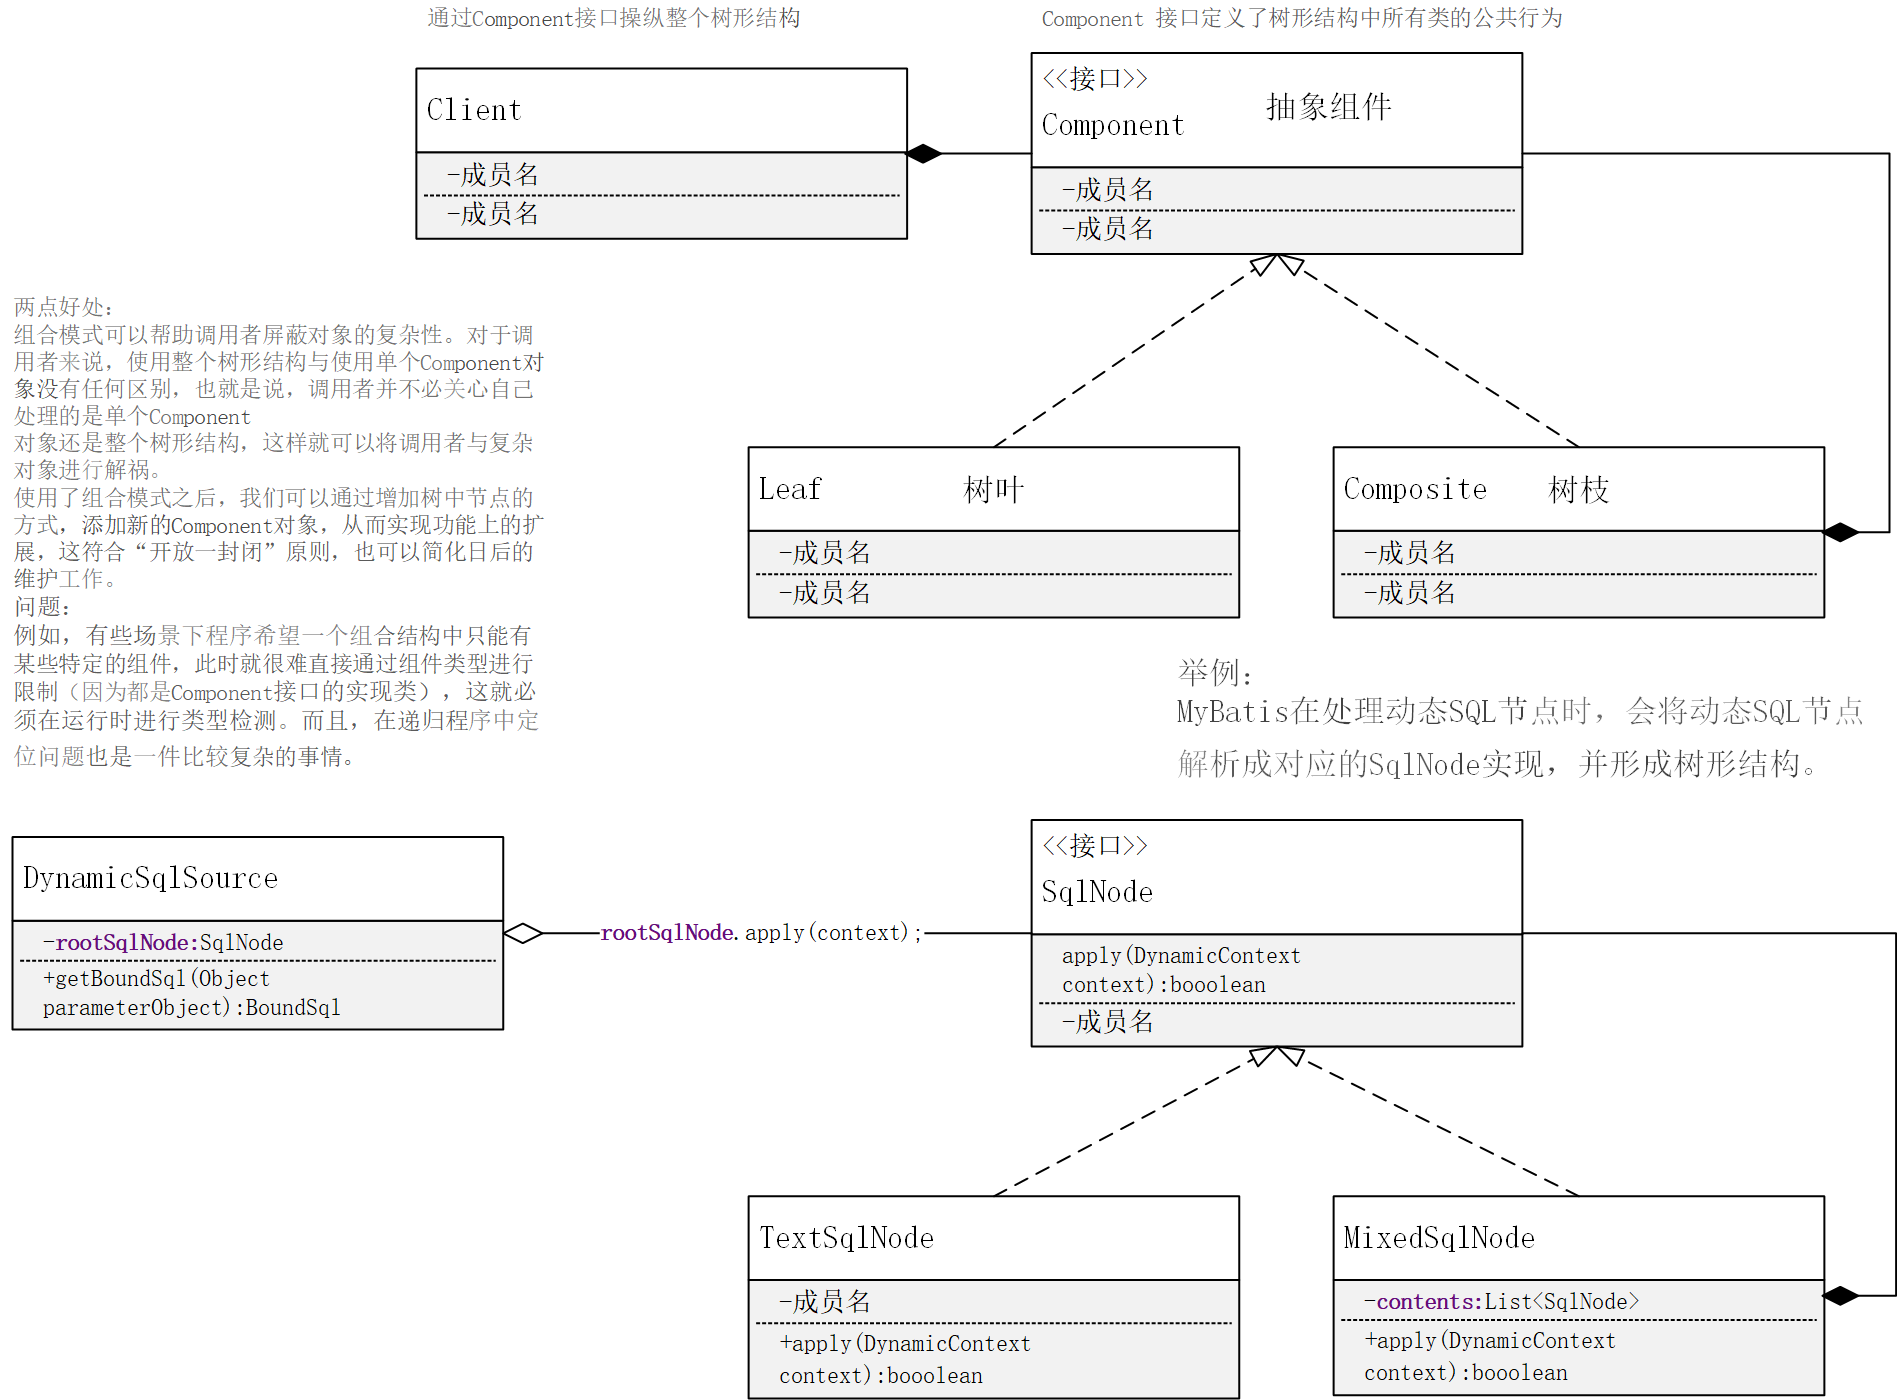 通过Component接口操纵整个树形结构
Component 接口定义了树形结构中所有类的公共行为
Client
-成员名
-成员名
<<接口>>
Component
抽象组件
-成员名
-成员名
两点好处：
组合模式可以帮助调用者屏蔽对象的复杂性。对于调
用者来说，使用整个树形结构与使用单个Component对
象没有任何区别，也就是说，调用者并不必关心自己
处理的是单个Component
对象还是整个树形结构，这样就可以将调用者与复杂
对象进行解祸。
使用了组合模式之后，我们可以通过增加树中节点的
方式，添加新的Component对象，从而实现功能上的扩
展，这符合“开放一封闭”原则，也可以简化日后的
维护工作。
问题：
例如，有些场景下程序希望一个组合结构中只能有
某些特定的组件，此时就很难直接通过组件类型进行
限制（因为都是Component接口的实现类），这就必
须在运行时进行类型检测。而且，在递归程序中定
位问题也是一件比较复杂的事情。
Leaf 树叶
-成员名
-成员名
Composite 树枝
-成员名
-成员名
举例：
MyBatis在处理动态SQL节点时，会将动态SQL节点
解析成对应的SqlNode实现，并形成树形结构。
DynamicSqlSource
-rootSqlNode:SqlNode
+getBoundSql(Object
parameterObject):BoundSql
rootSqlNode.apply(context);
<<接口>>
SqlNode
apply(DynamicContext
context):booolean
-成员名
TextSqlNode
-成员名
+apply(DynamicContext
context):booolean
MixedSqlNode
-contents:List<SqlNode>
+apply(DynamicContext
context):booolean